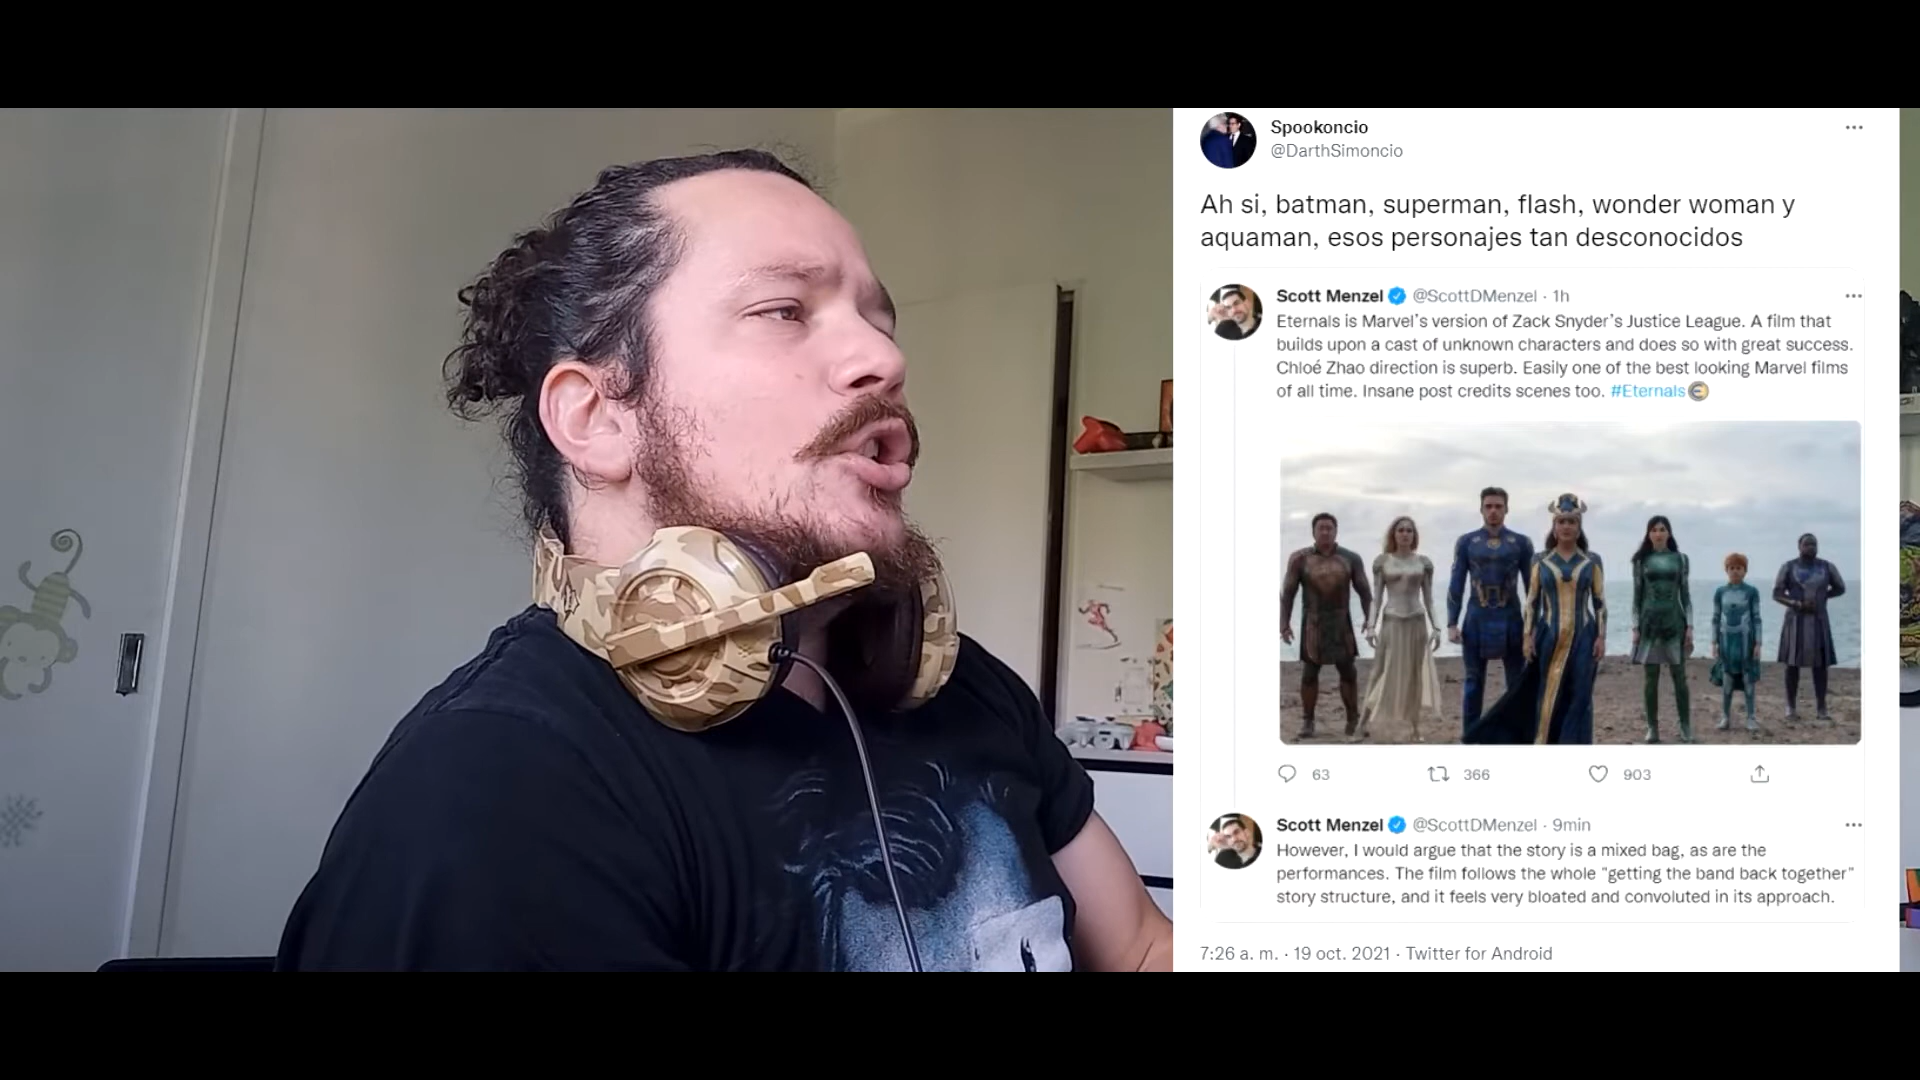 Spookoncio
@DarthSimoncio
Ah si, batman, superman, flash, wonder woman y
aquaman, esos personajes tan desconocidos
Scott Menzel @ScottDMenzel · 1h
Eternals is Marvel's version of Zack Snyder's Justice League. A film that
builds upon a cast of unknown characters and does so with great success.
Chloé Zhao direction is superb. Easily one of the best looking Marvel films
of all time. Insane post credits scenes too. #Eternals
63 366 903
Scott Menzel @ScottDMenzel · 9min
However, I would argue that the story is a mixed bag, as are the
performances. The film follows the whole "getting the band back together"
story structure, and it feels very bloated and convoluted in its approach.
7:26 a. m. · 19 oct. 2021 · Twitter for Android